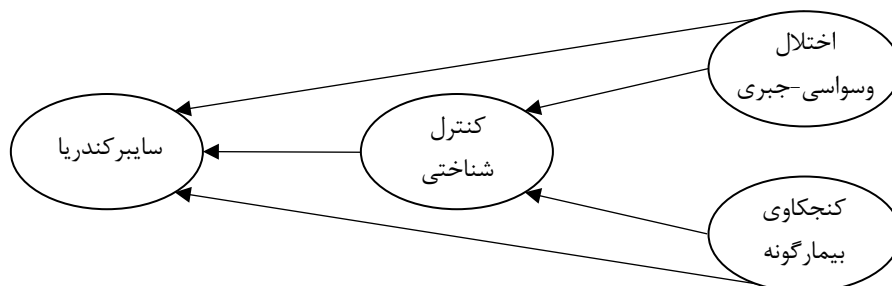 اختلال
وسواسی-جبری
کنترل
شناختی
سایبرکندریا
کنجکاوی
بیمارگونه